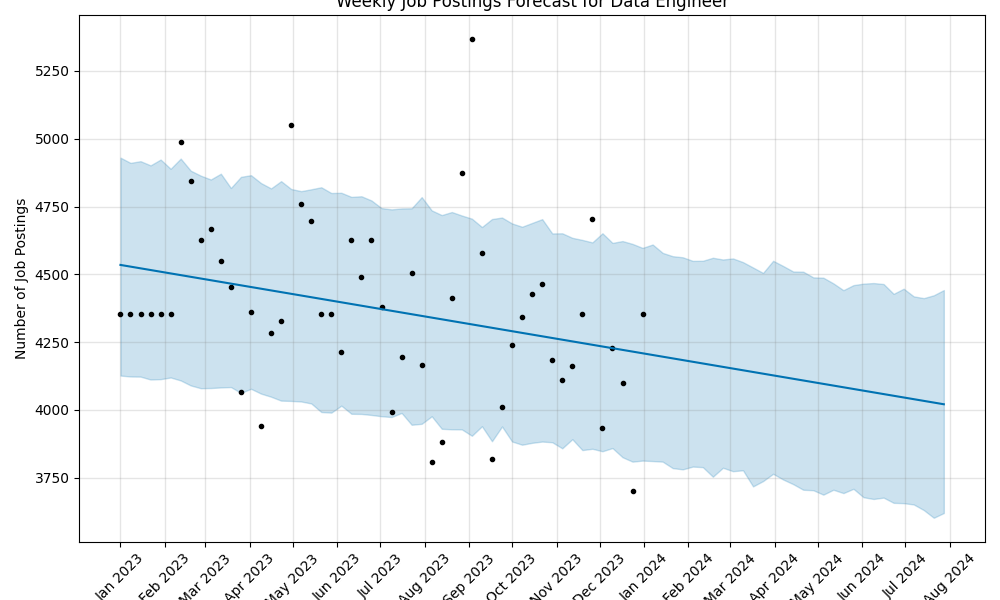 Weekly Job Postings Forecast for Data Engineer
Number of Job Postings
5250
5000
4750
4500
4250
4000
3750
Jan 2023
Feb 2023
Mar 2023
Apr 2023
May 2023
Jun 2023
Jul 2023
Aug 2023
Sep 2023
Oct 2023
Nov 2023
Dec 2023
Jan 2024
Feb 2024
Mar 2024
Apr 2024
May 2024
Jun 2024
Jul 2024
Aug 2024